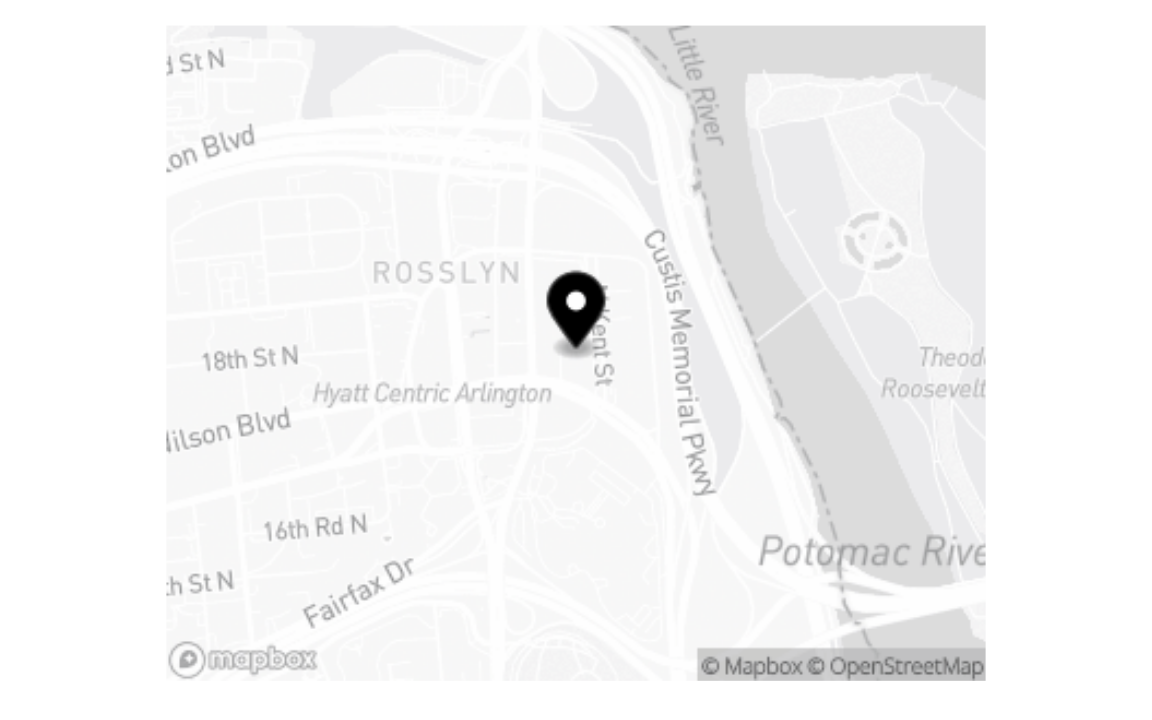 d St N
Little River
on Blvd
Custis Memorial Pkwy
ROSSLYN
Kent St
18th St N
Theod
Roosevelt
Hyatt Centric Arlington
Wilson Blvd
16th Rd N
Potomac Rive
th St N
Fairfax Dr
mapbox
© Mapbox © OpenStreetMap